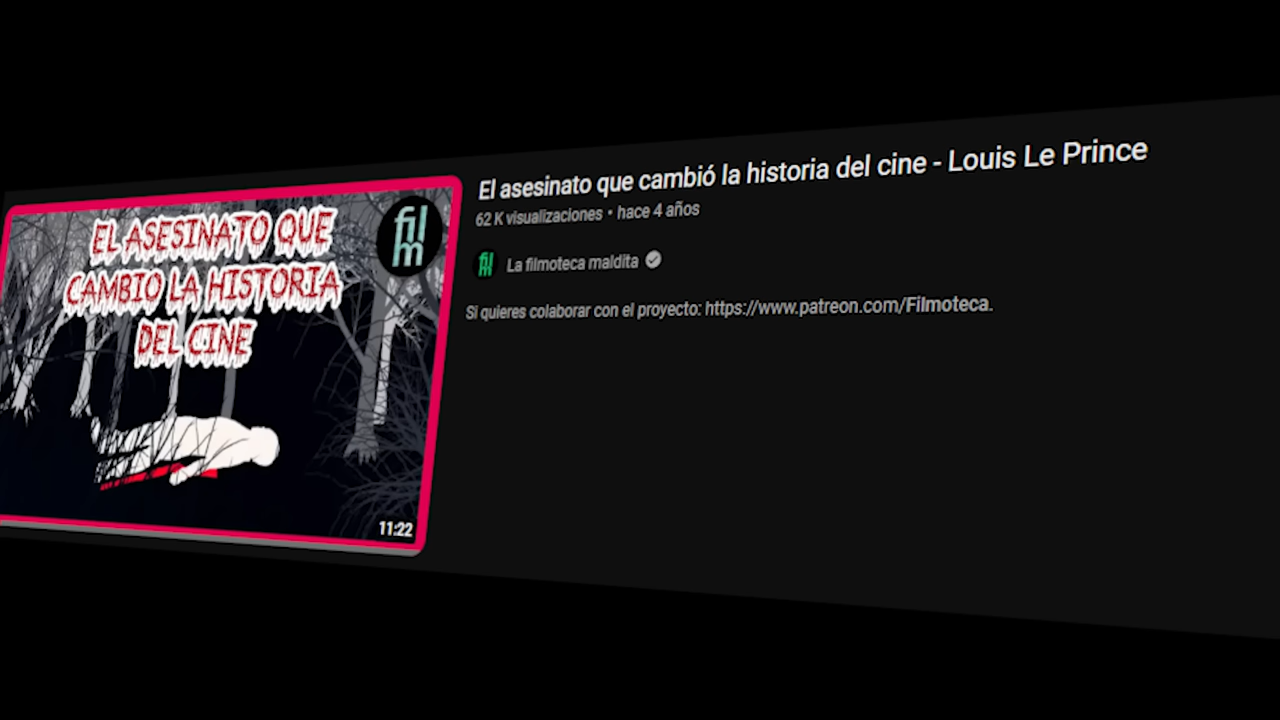 EL ASESINATO QUE
CAMBIO LA HISTORIA
DEL CINE
film
11:22
El asesinato que cambió la historia del cine - Louis Le Prince
62 K visualizaciones • hace 4 años
film
La filmoteca maldita
Si quieres colaborar con el proyecto: https://www.patreon.com/Filmoteca.